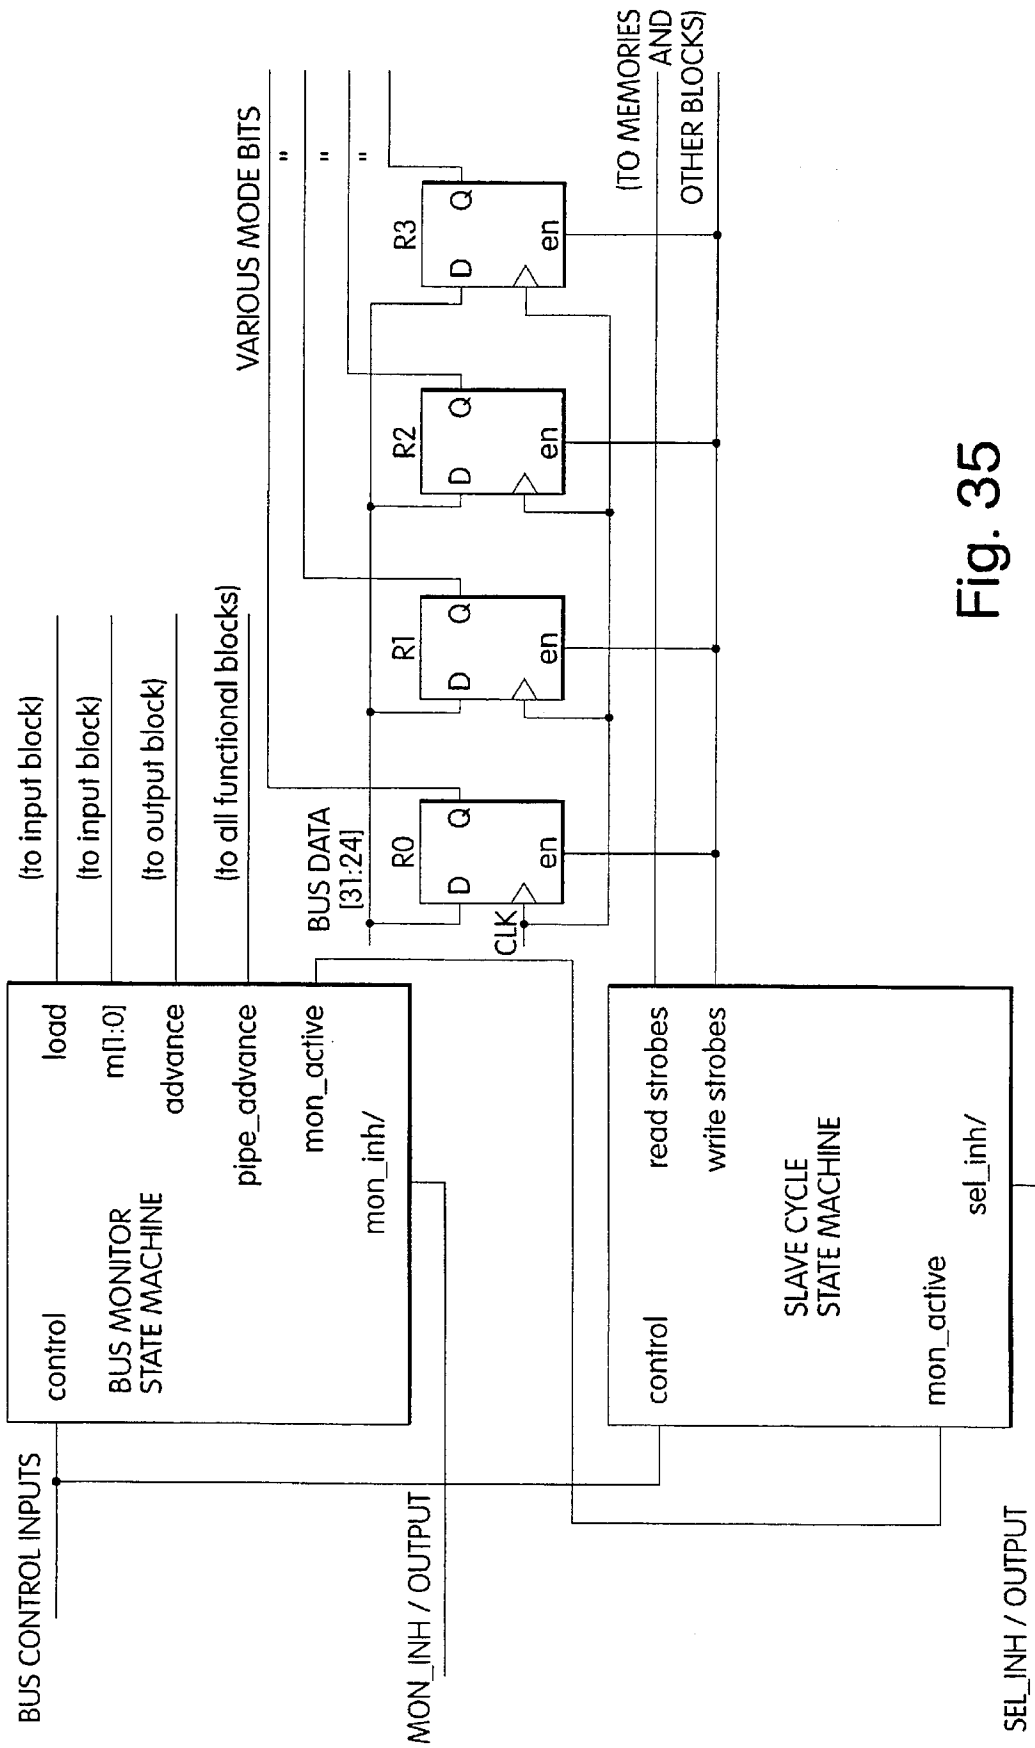 BUS CONTROL INPUTS
control
BUS MONITOR
STATE MACHINE
load
m[1:0]
advance
pipe_advance
mon_active
mon_inh/
(to input block)
(to input block)
(to output block)
(to all functional blocks)
MON_INH / OUTPUT
VARIOUS MODE BITS
"
"
"
BUS DATA
[31:24]
CLK
R0
D
Q
en
R1
D
Q
en
R2
D
Q
en
R3
D
Q
en
control
SLAVE CYCLE
STATE MACHINE
mon_active
read strobes
write strobes
sel_inh/
(TO MEMORIES
AND
OTHER BLOCKS)
SEL_INH / OUTPUT
Fig. 35